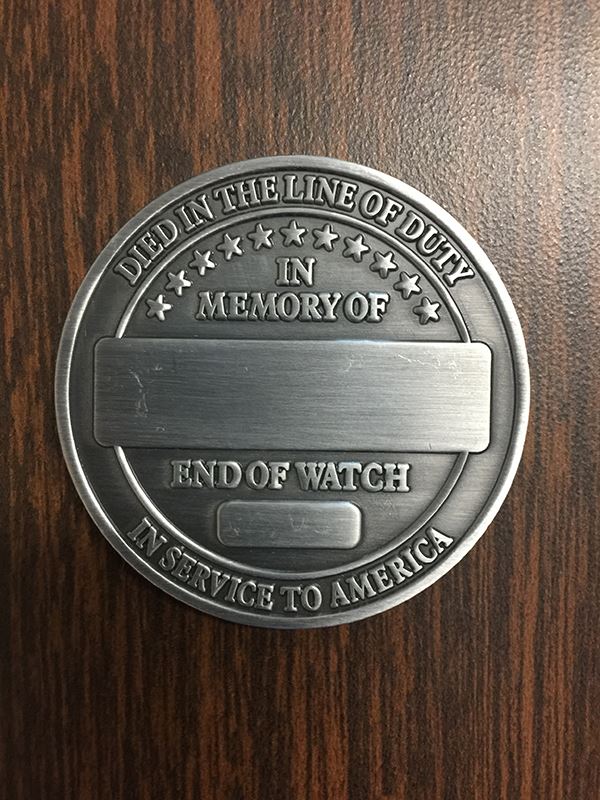 DIED IN THE LINE OF DUTY
IN
MEMORY OF
END OF WATCH
IN SERVICE TO AMERICA